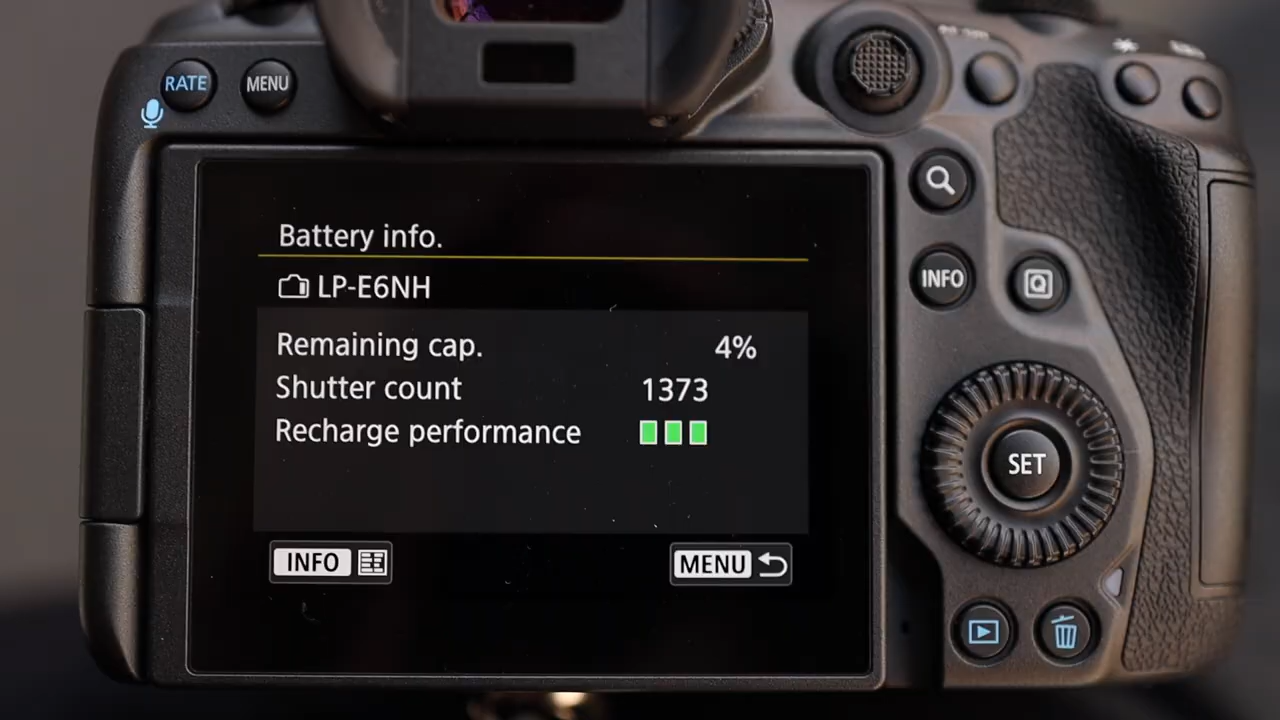 RATE
MENU
Battery info.
LP-E6NH
Remaining cap. 4%
Shutter count 1373
Recharge performance
INFO
MENU
INFO
Q
SET